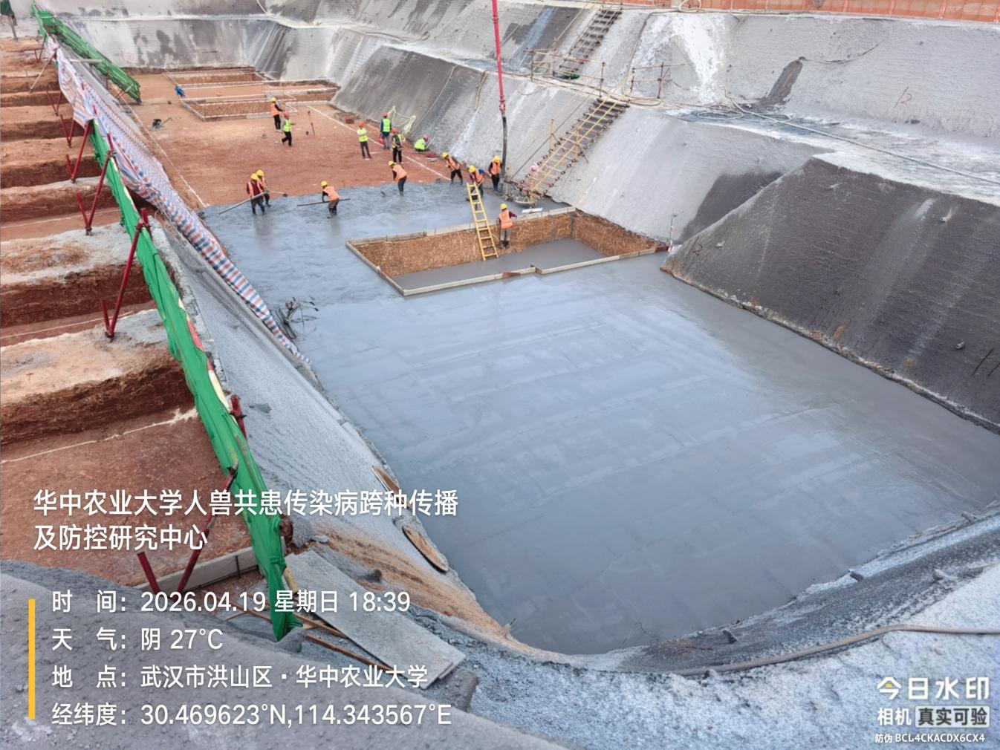 华中农业大学人兽共患传染病跨种传播
及防控研究中心
时 间：2026.04.19 星期日 18:39
天 气：阴 27°C
地 点：武汉市洪山区·华中农业大学
经纬度：30.469623°N,114.343567°E
今日水印
相机 真实可验
防伪 BCL4CKACDX6CX4